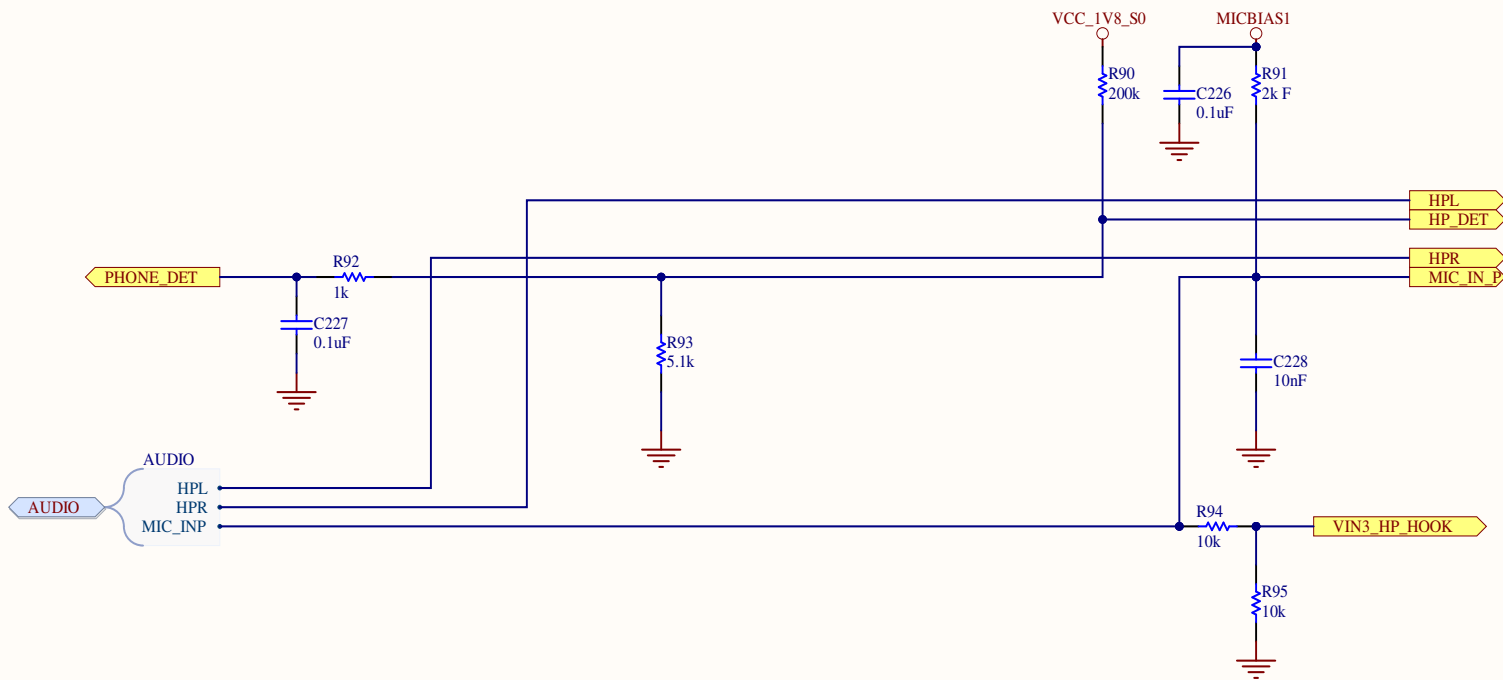 VCC_1V8_S0
MICBIAS1
R90
200k
C226
0.1uF
R91
2k F
HPL
HP_DET
HPR
MIC_IN_P
PHONE_DET
R92
1k
C227
0.1uF
R93
5.1k
C228
10nF
AUDIO
AUDIO
HPL
HPR
MIC_INP
R94
10k
VIN3_HP_HOOK
R95
10k